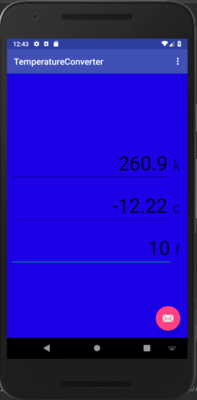 12:43
TemperatureConverter
260.9 k
-12.22 c
10 f